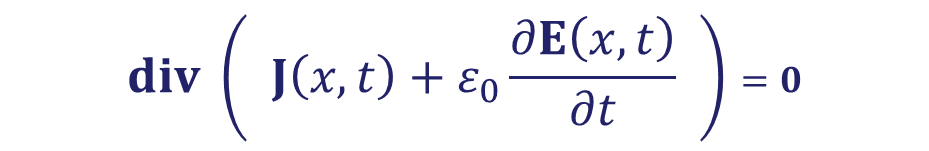 div ( J(x, t) + ε₀ ∂E(x, t)/∂t ) = 0